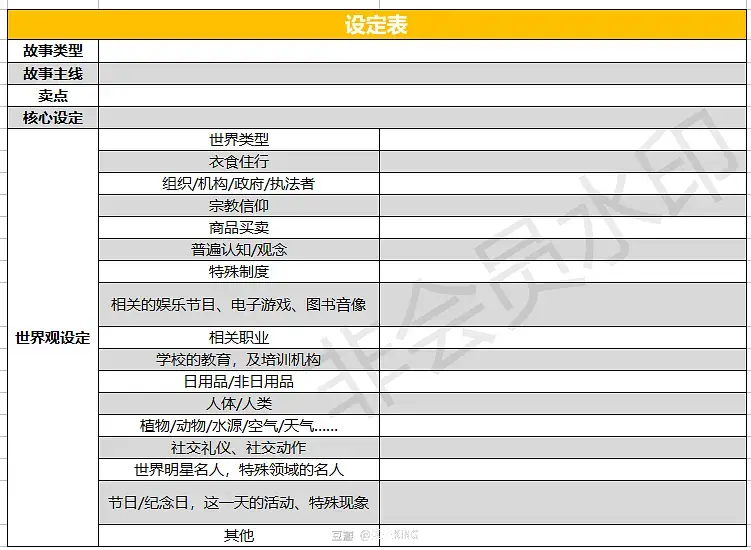 设定表
故事类型
故事主线
卖点
核心设定
世界观设定
世界类型
衣食住行
组织/机构/政府/执法者
宗教信仰
商品买卖
普遍认知/观念
特殊制度
相关的娱乐节目、电子游戏、图书音像
相关职业
学校的教育，及培训机构
日用品/非日用品
人体/人类
植物/动物/水源/空气/天气......
社交礼仪、社交动作
世界明星名人，特殊领域的名人
节日/纪念日，这一天的活动、特殊现象
其他
非会员水印
豆瓣